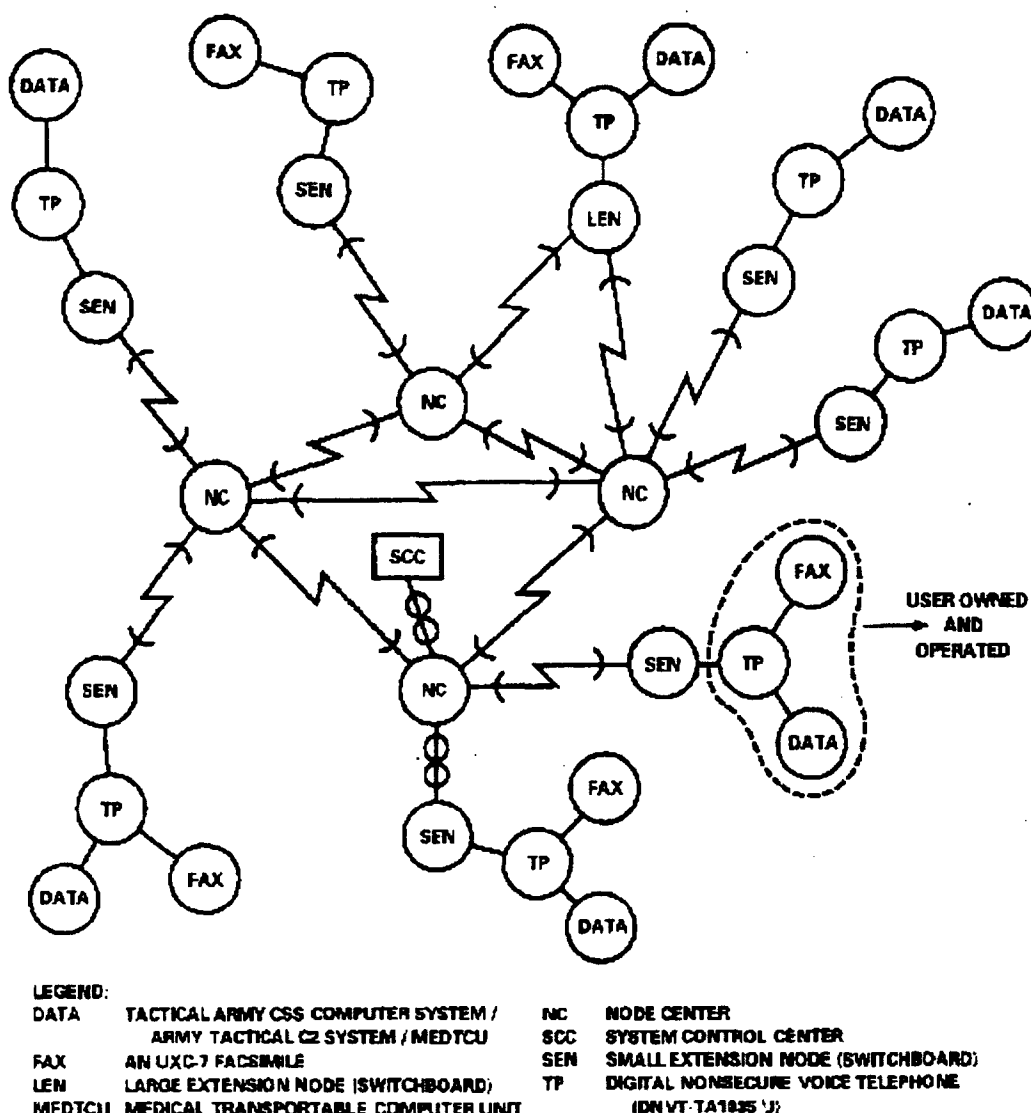 FAX
FAX
DATA
DATA
TP
TP
DATA
TP
SEN
TP
LEN
SEN
SEN
DATA
TP
NC
SEN
NC
NC
SCC
FAX
USER OWNED
AND
OPERATED
SEN
TP
NC
SEN
DATA
TP
FAX
SEN
TP
DATA
FAX
DATA
LEGEND:
DATA TACTICAL ARMY CSS COMPUTER SYSTEM /
ARMY TACTICAL C2 SYSTEM / MEDTCU
FAX AN UXC-7 FACSIMILE
LEN LARGE EXTENSION NODE (SWITCHBOARD)
MEDTCU MEDICAL TRANSPORTABLE COMPUTER UNIT
NC NODE CENTER
SCC SYSTEM CONTROL CENTER
SEN SMALL EXTENSION NODE (SWITCHBOARD)
TP DIGITAL NONSECURE VOICE TELEPHONE